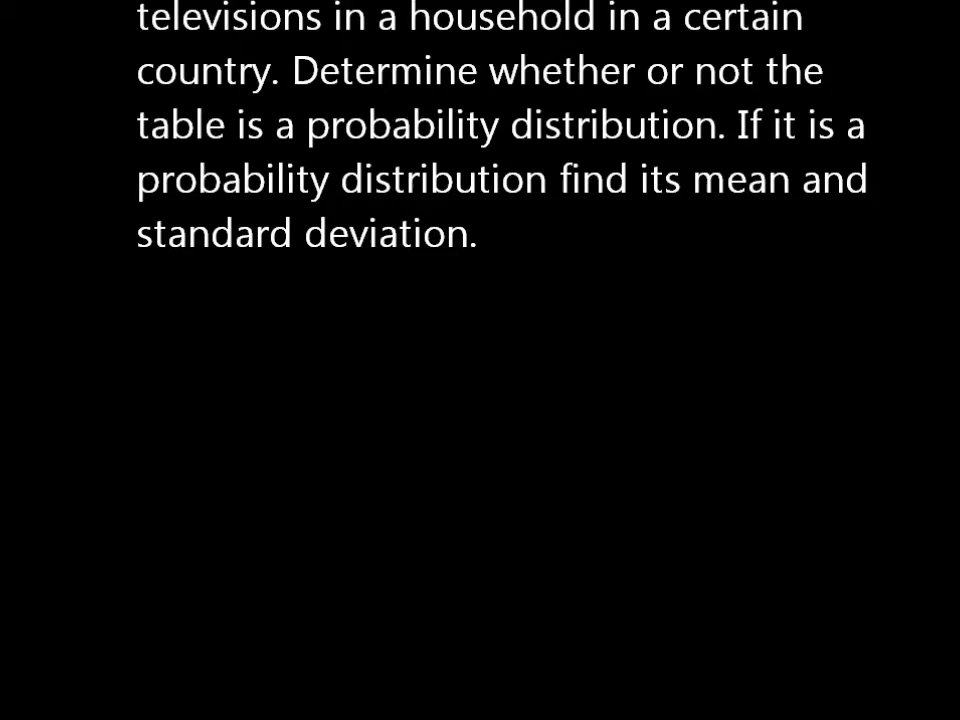 televisions in a household in a certain
country. Determine whether or not the
table is a probability distribution. If it is a
probability distribution find its mean and
standard deviation.